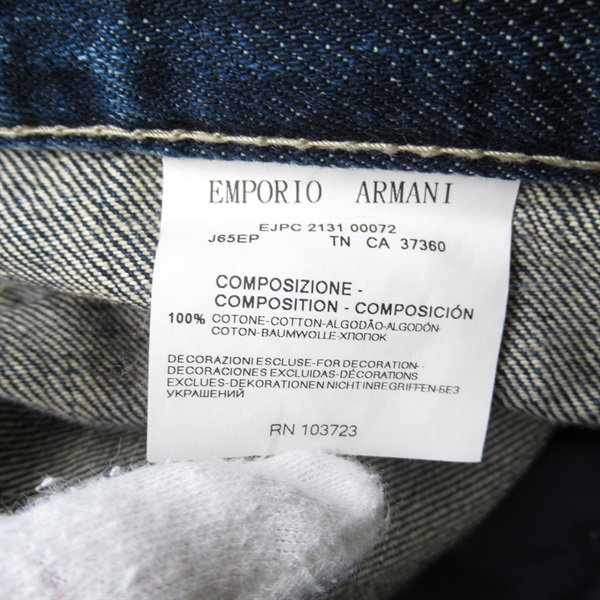 EMPORIO ARMANI
EJPC 2131 00072
J65EP TN CA 37360
COMPOSIZIONE -
COMPOSITION - COMPOSICIÓN
100% COTONE-COTTON-ALGODÃO-ALGODÓN-
COTON-BAUMWOLLE-ХЛОПОК
DECORAZIONI ESCLUSE-FOR DECORATION-
DECORACIONES EXCLUIDAS-DÉCORATIONS
EXCLUES-DEKORATIONEN NICHT INBEGRIFFEN-БЕЗ
УКРАШЕНИЙ
RN 103723